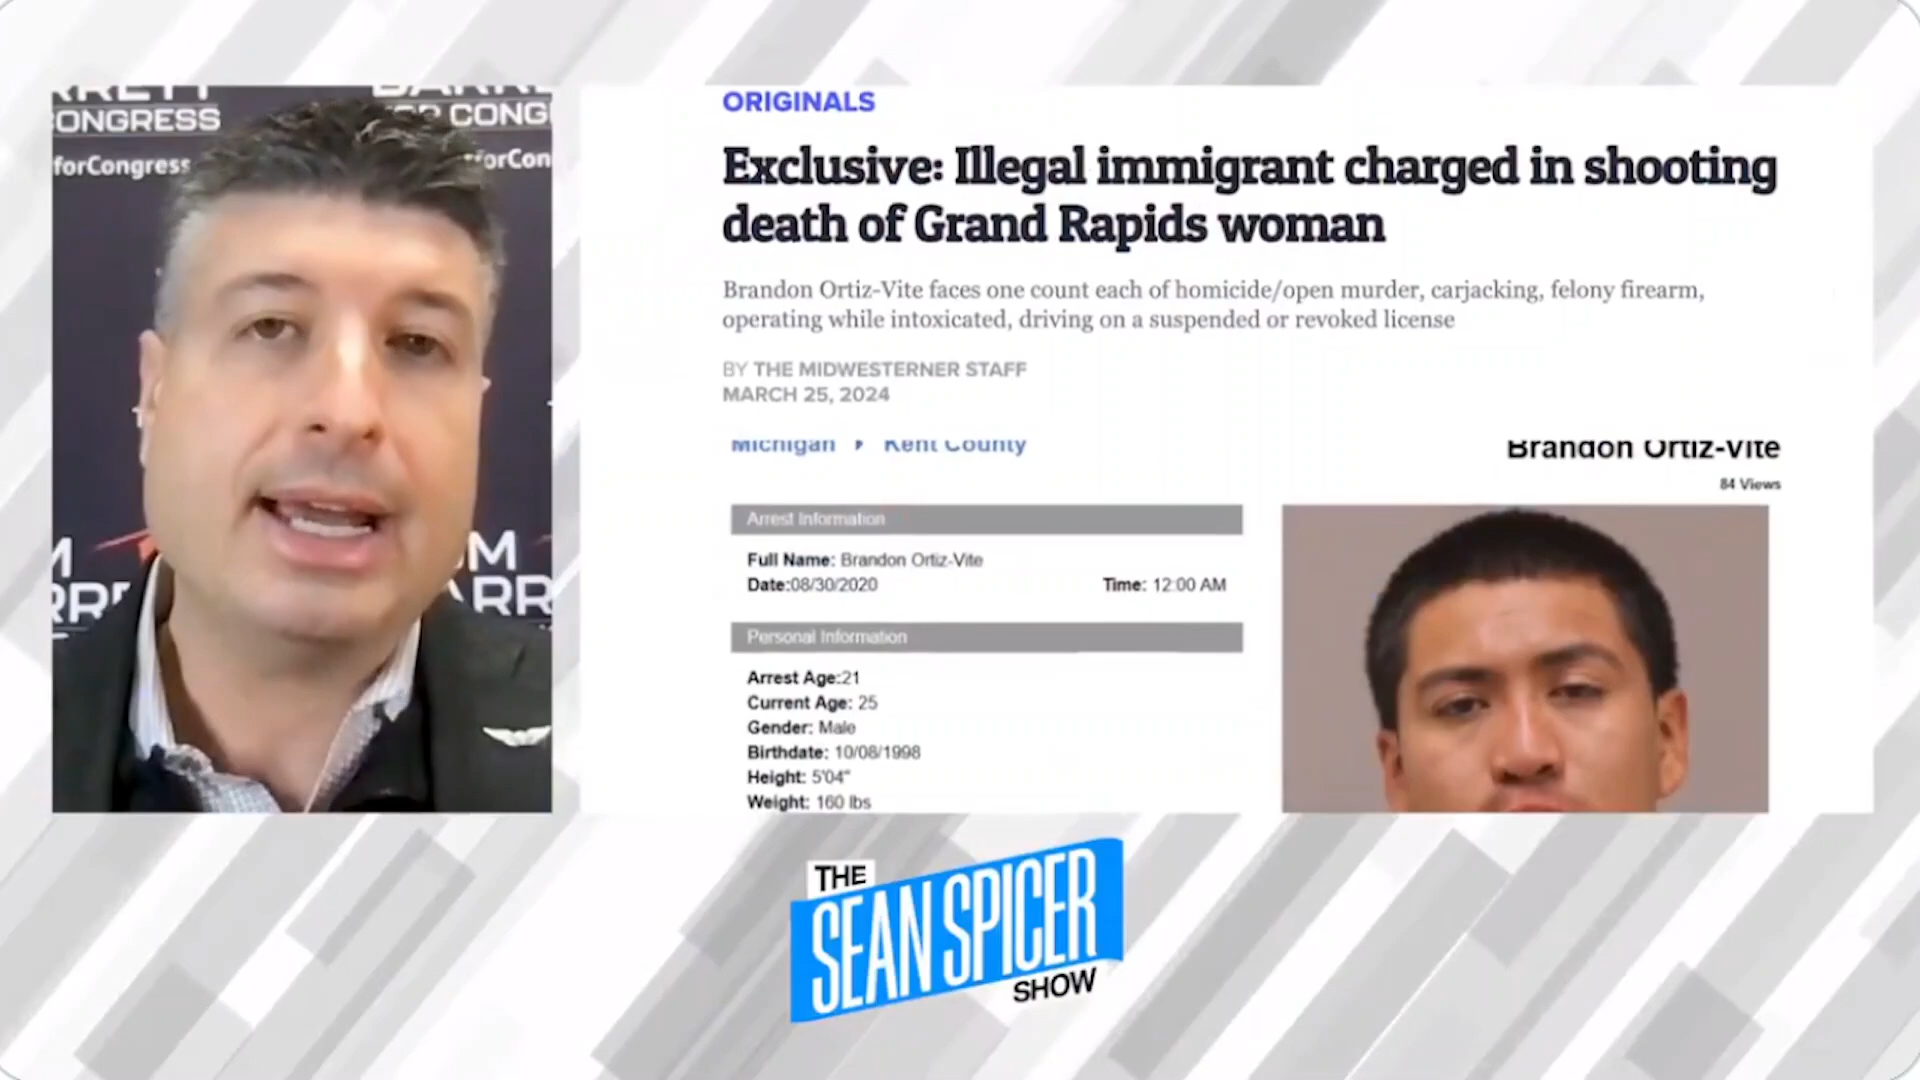 RRETT
CONGRESS
CONG
forCongress
forCon
M
RR
OM
ARR
ORIGINALS
Exclusive: Illegal immigrant charged in shooting
death of Grand Rapids woman
Brandon Ortiz-Vite faces one count each of homicide/open murder, carjacking, felony firearm,
operating while intoxicated, driving on a suspended or revoked license
BY THE MIDWESTERNER STAFF
MARCH 25, 2024
Michigan Kent County
Brandon Ortiz-Vite
84 Views
Arrest Information
Full Name: Brandon Ortiz-Vite
Date:08/30/2020 Time: 12:00 AM
Personal Information
Arrest Age:21
Current Age: 25
Gender: Male
Birthdate: 10/08/1998
Height: 5'04"
Weight: 160 lbs
THE
SEAN SPICER
SHOW